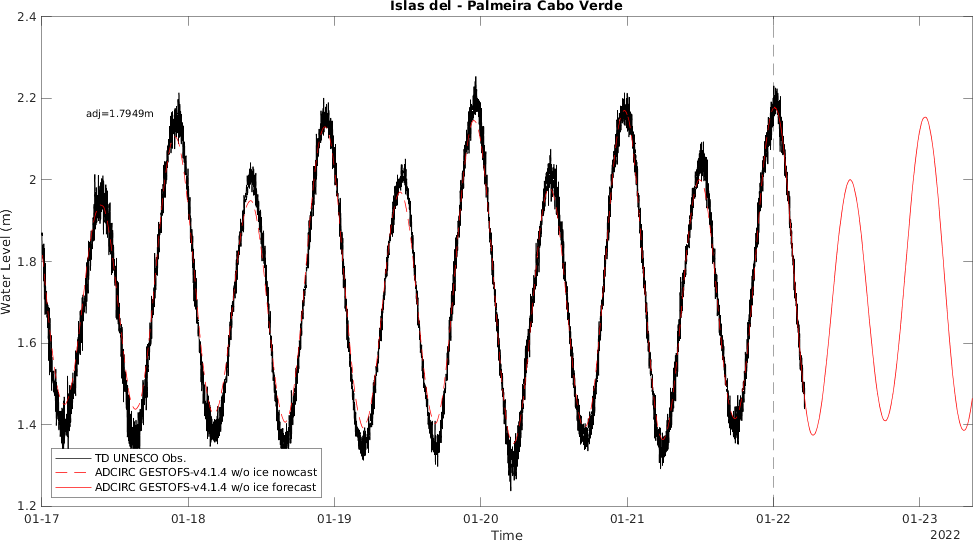 Islas del - Palmeira Cabo Verde
2.4
2.2
adj=1.7949m
2
1.8
Water Level (m)
1.6
1.4
TD UNESCO Obs.
ADCIRC GESTOFS-v4.1.4 w/o ice nowcast
ADCIRC GESTOFS-v4.1.4 w/o ice forecast
1.2
01-17 01-18 01-19 01-20 01-21 01-22 01-23
Time
2022